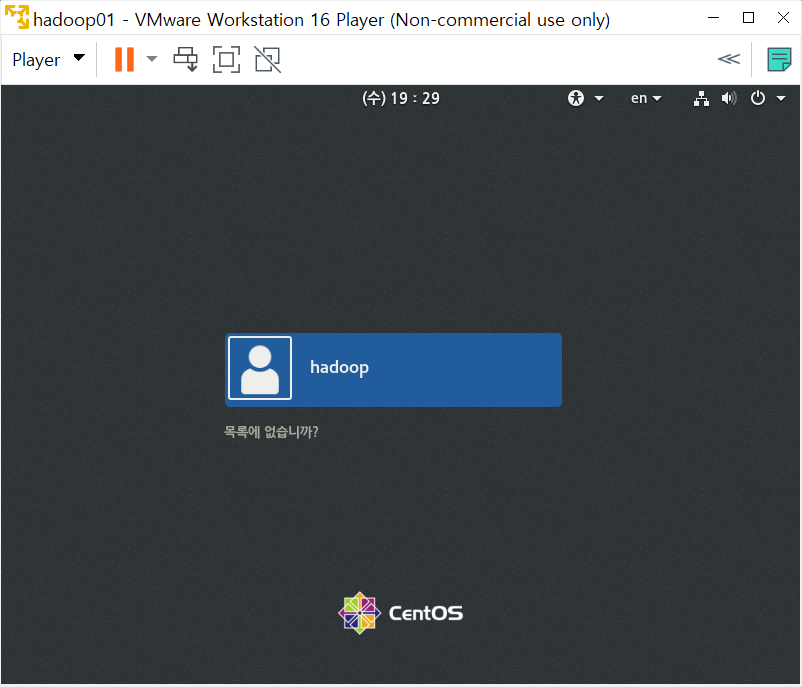 hadoop01 - VMware Workstation 16 Player (Non-commercial use only)
Player
(수) 19 : 29
en
hadoop
목록에 없습니까?
CentOS